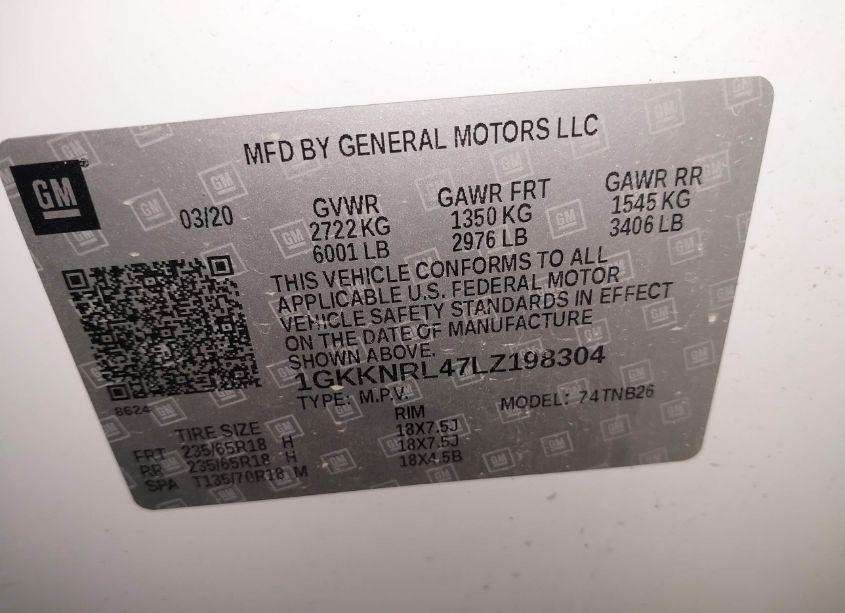 MFD BY GENERAL MOTORS LLC
GM
03/20
GVWR
2722 KG
6001 LB
GAWR FRT
1350 KG
2976 LB
GAWR RR
1545 KG
3406 LB
THIS VEHICLE CONFORMS TO ALL
APPLICABLE U.S. FEDERAL MOTOR
VEHICLE SAFETY STANDARDS IN EFFECT
ON THE DATE OF MANUFACTURE
SHOWN ABOVE.
1GKKNRL47LZ198304
TYPE: M.P.V. MODEL: 74TNB26
8624
TIRE SIZE RIM
FRT 235/65R18 H 18X7.5J
RR 235/65R18 H 18X7.5J
SPA T135/70R18 M 18X4.5B